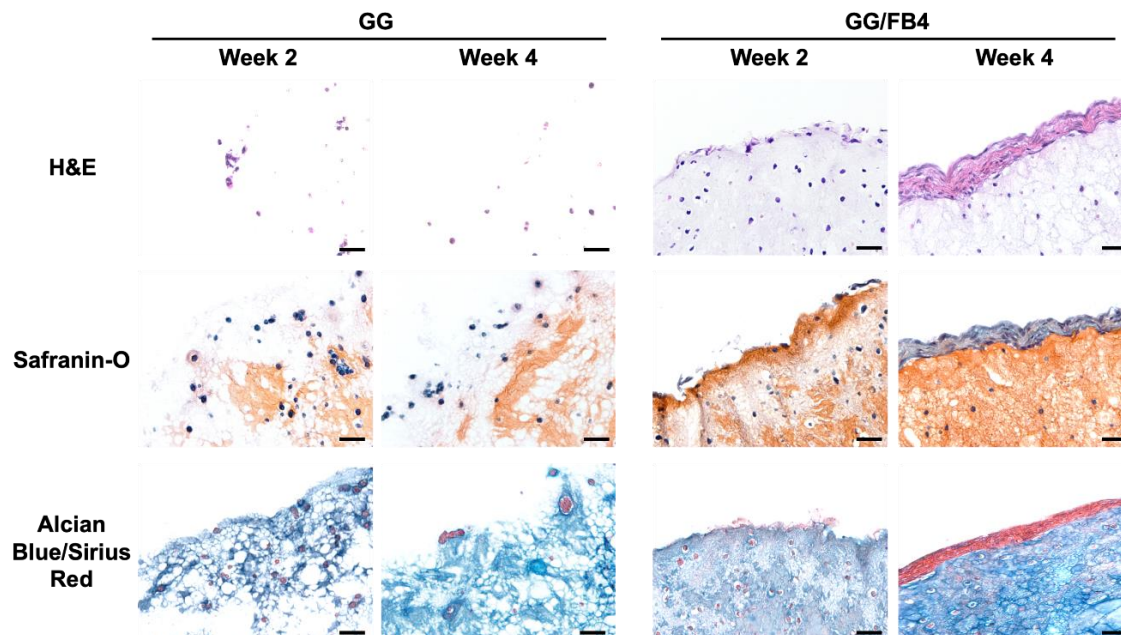 GG GG/FB4
Week 2 Week 4 Week 2 Week 4
H&E
Safranin-O
Alcian
Blue/Sirius
Red